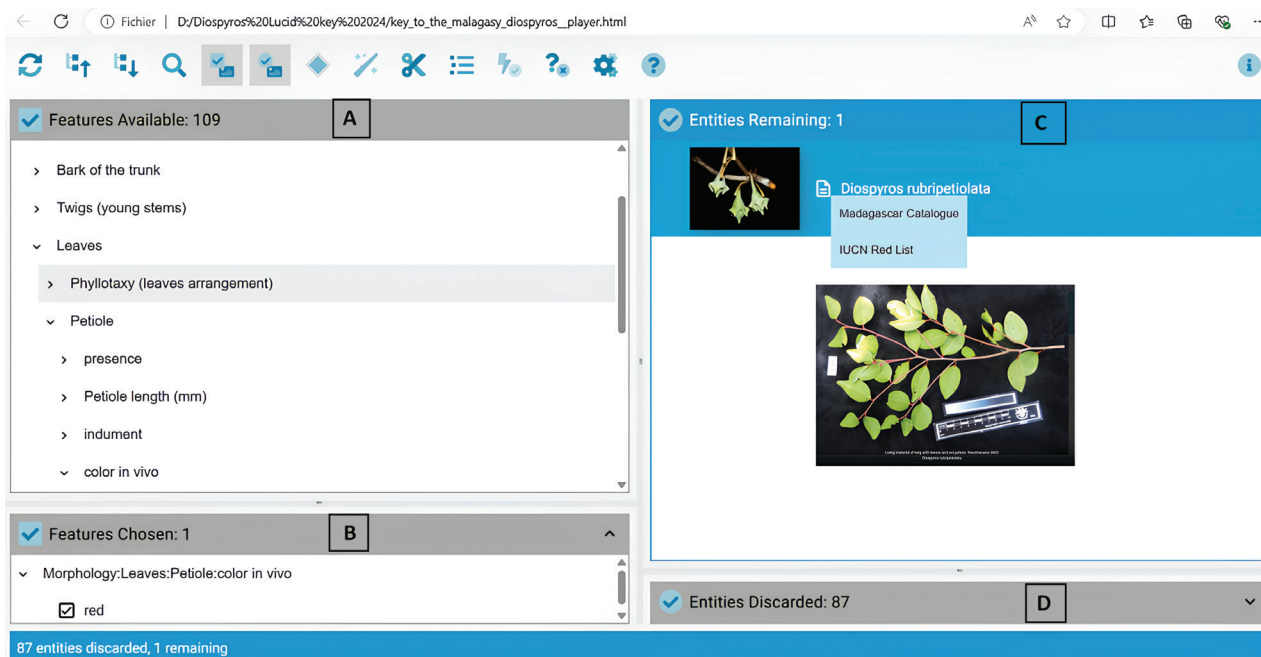 Fichier | D:/Diospyros%20Lucid%20key%202024/key_to_the_malagasy_diospyros__player.html
Features Available: 109
A
Bark of the trunk
Twigs (young stems)
Leaves
Phyllotaxy (leaves arrangement)
Petiole
presence
Petiole length (mm)
indument
color in vivo
Features Chosen: 1
B
Morphology:Leaves:Petiole:color in vivo
red
Entities Remaining: 1
C
Diospyros rubripetiolata
Madagascar Catalogue
IUCN Red List
Diospyros rubripetiolata
Entities Discarded: 87
D
87 entities discarded, 1 remaining